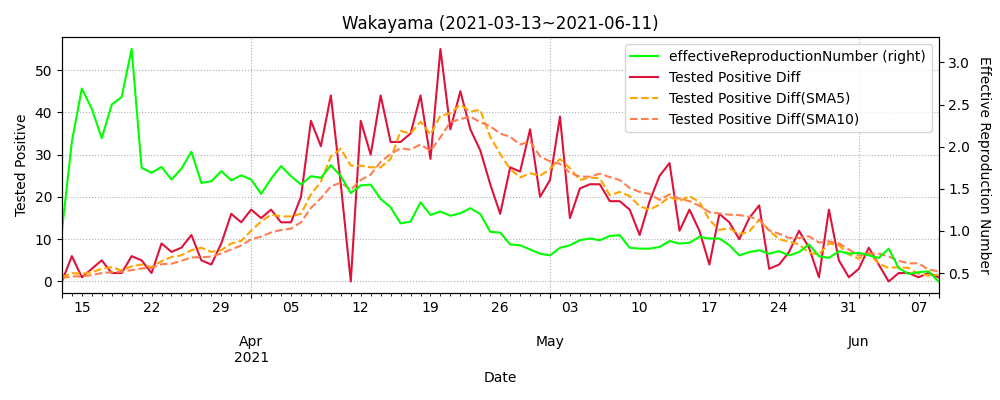 Wakayama (2021-03-13~2021-06-11)
effectiveReproductionNumber (right)
Tested Positive Diff
Tested Positive Diff(SMA5)
Tested Positive Diff(SMA10)
Tested Positive
50
40
30
20
10
0
3.0
2.5
2.0
1.5
1.0
0.5
Effective Reproduction Number
15 22 29 05 12 19 26 03 10 17 24 31 07
Apr May Jun
2021
Date